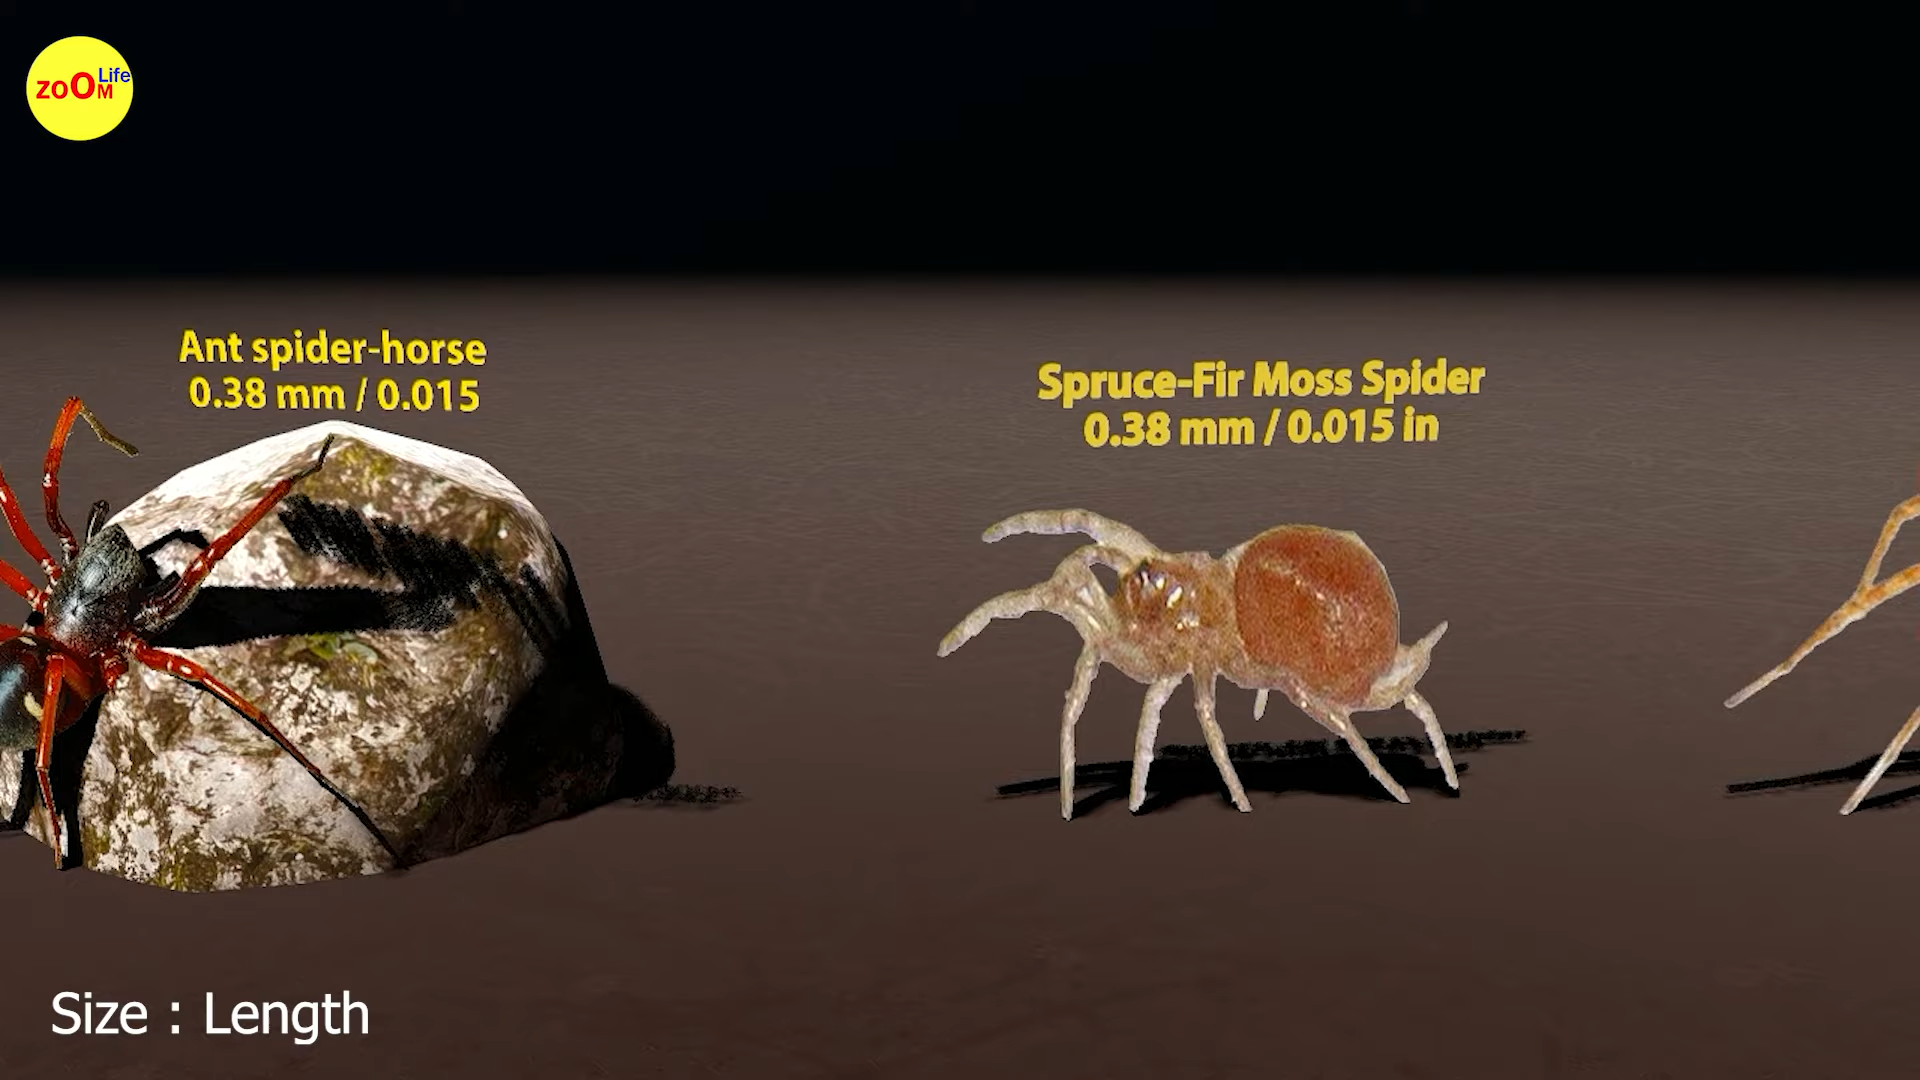 zoOM Life
Ant spider-horse
0.38 mm / 0.015
Spruce-Fir Moss Spider
0.38 mm / 0.015 in
Size : Length